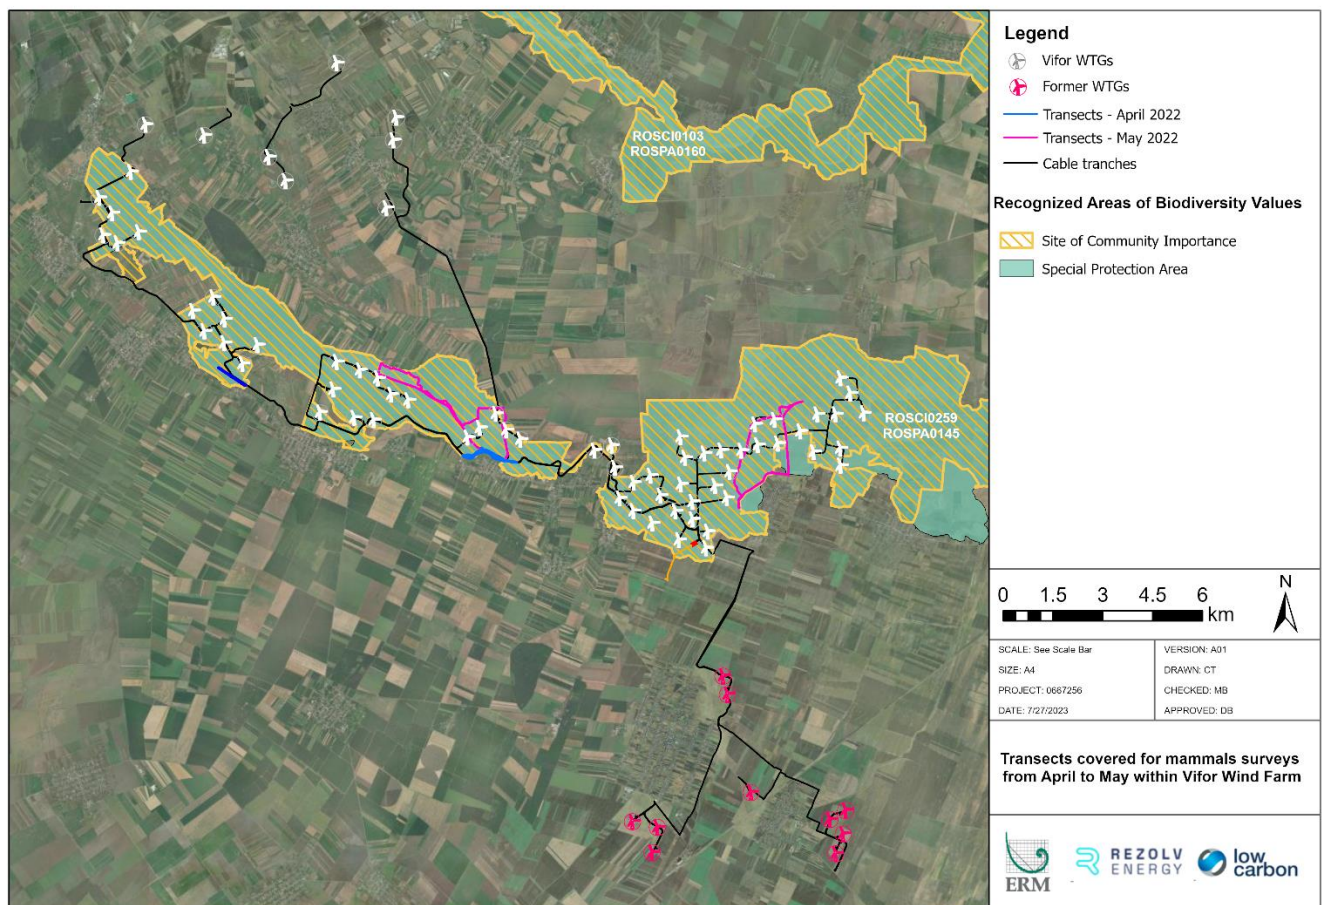 ROSCI0103
ROSPA0160
ROSCI0259
ROSPA0145
Legend
Vifor WTGs
Former WTGs
Transects - April 2022
Transects - May 2022
Cable tranches
Recognized Areas of Biodiversity Values
Site of Community Importance
Special Protection Area
0 1.5 3 4.5 6
km
N
SCALE: See Scale Bar
VERSION: A01
SIZE: A4
DRAWN: CT
PROJECT: 0667256
CHECKED: MB
DATE: 7/27/2023
APPROVED: DB
Transects covered for mammals surveys
from April to May within Vifor Wind Farm
ERM
REZOLV
ENERGY
low
carbon